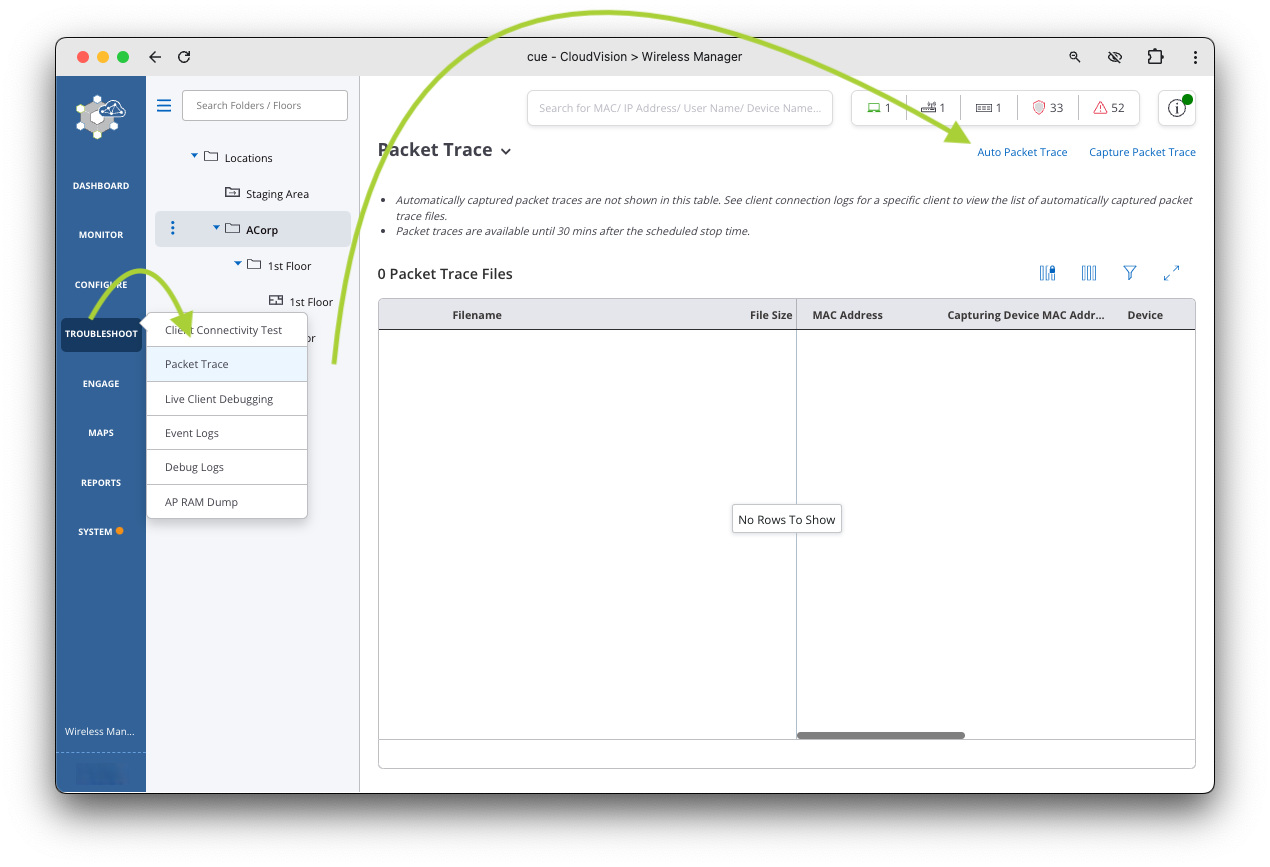 cue - CloudVision > Wireless Manager
Search Folders / Floors
Search for MAC/ IP Address/ User Name/ Device Name...
1
1
1
33
52
DASHBOARD
MONITOR
CONFIGURE
TROUBLESHOOT
ENGAGE
MAPS
REPORTS
SYSTEM
Wireless Man...
Locations
Staging Area
ACorp
1st Floor
1st Floor
Client Connectivity Test
Packet Trace
Live Client Debugging
Event Logs
Debug Logs
AP RAM Dump
Packet Trace
Auto Packet Trace
Capture Packet Trace
• Automatically captured packet traces are not shown in this table. See client connection logs for a specific client to view the list of automatically captured packet
trace files.
• Packet traces are available until 30 mins after the scheduled stop time.
0 Packet Trace Files
Filename
File Size
MAC Address
Capturing Device MAC Addr...
Device
No Rows To Show